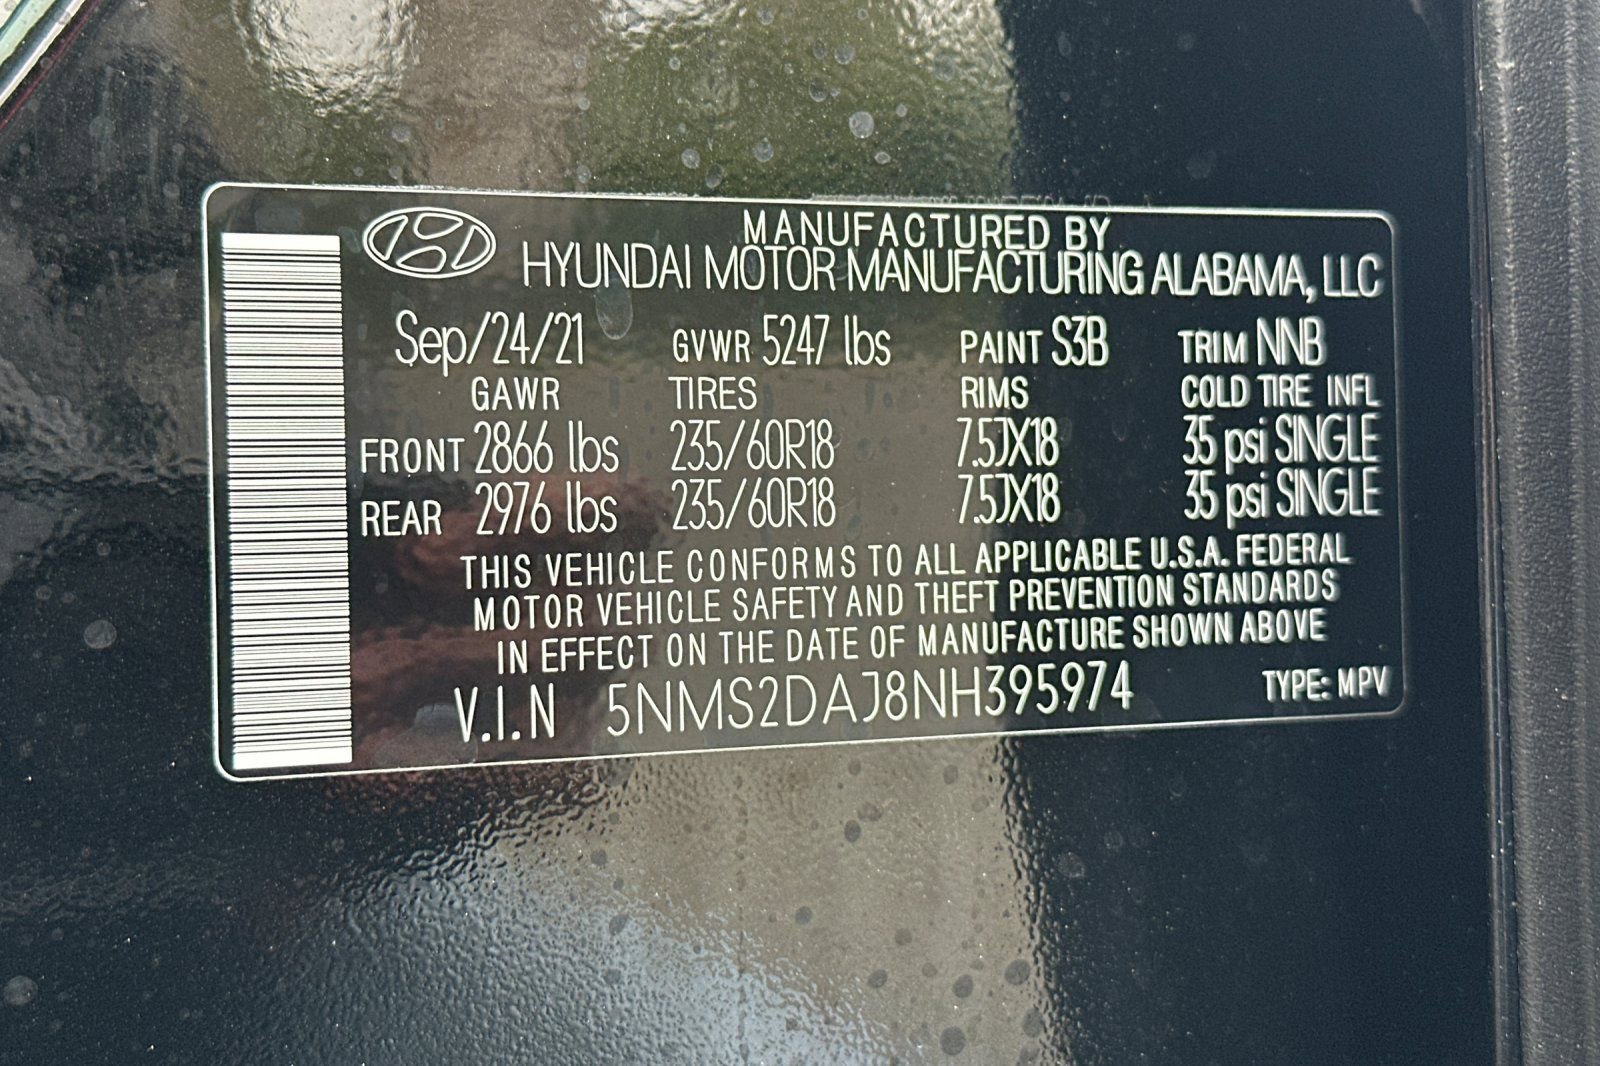 MANUFACTURED BY
HYUNDAI MOTOR MANUFACTURING ALABAMA, LLC
Sep/24/21 GVWR 5247 lbs PAINT S3B TRIM NNB
GAWR TIRES RIMS COLD TIRE INFL
FRONT 2866 lbs 235/60R18 7.5JX18 35 psi SINGLE
REAR 2976 lbs 235/60R18 7.5JX18 35 psi SINGLE
THIS VEHICLE CONFORMS TO ALL APPLICABLE U.S.A. FEDERAL
MOTOR VEHICLE SAFETY AND THEFT PREVENTION STANDARDS
IN EFFECT ON THE DATE OF MANUFACTURE SHOWN ABOVE
V.I.N 5NMS2DAJ8NH395974 TYPE: MPV